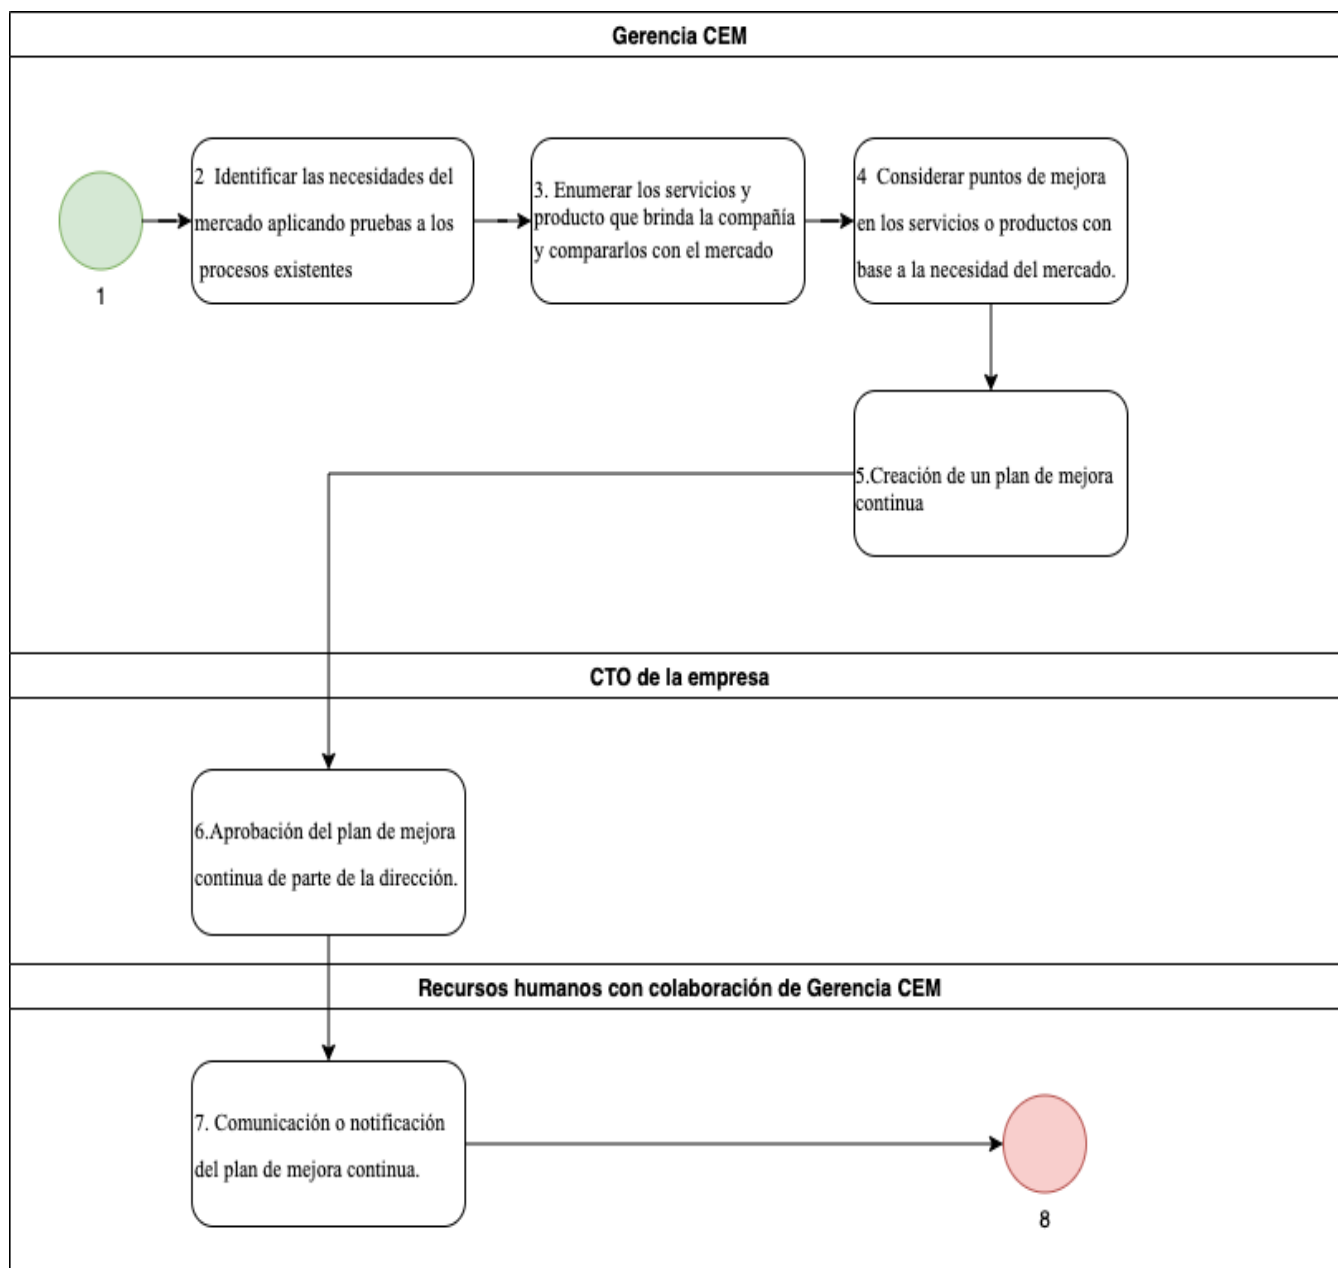 Gerencia CEM
2 Identificar las necesidades del
mercado aplicando pruebas a los
procesos existentes
3. Enumerar los servicios y
producto que brinda la compañía
y compararlos con el mercado
4 Considerar puntos de mejora
en los servicios o productos con
base a la necesidad del mercado.
1
5.Creación de un plan de mejora
continua
CTO de la empresa
6.Aprobación del plan de mejora
continua de parte de la dirección.
Recursos humanos con colaboración de Gerencia CEM
7. Comunicación o notificación
del plan de mejora continua.
8